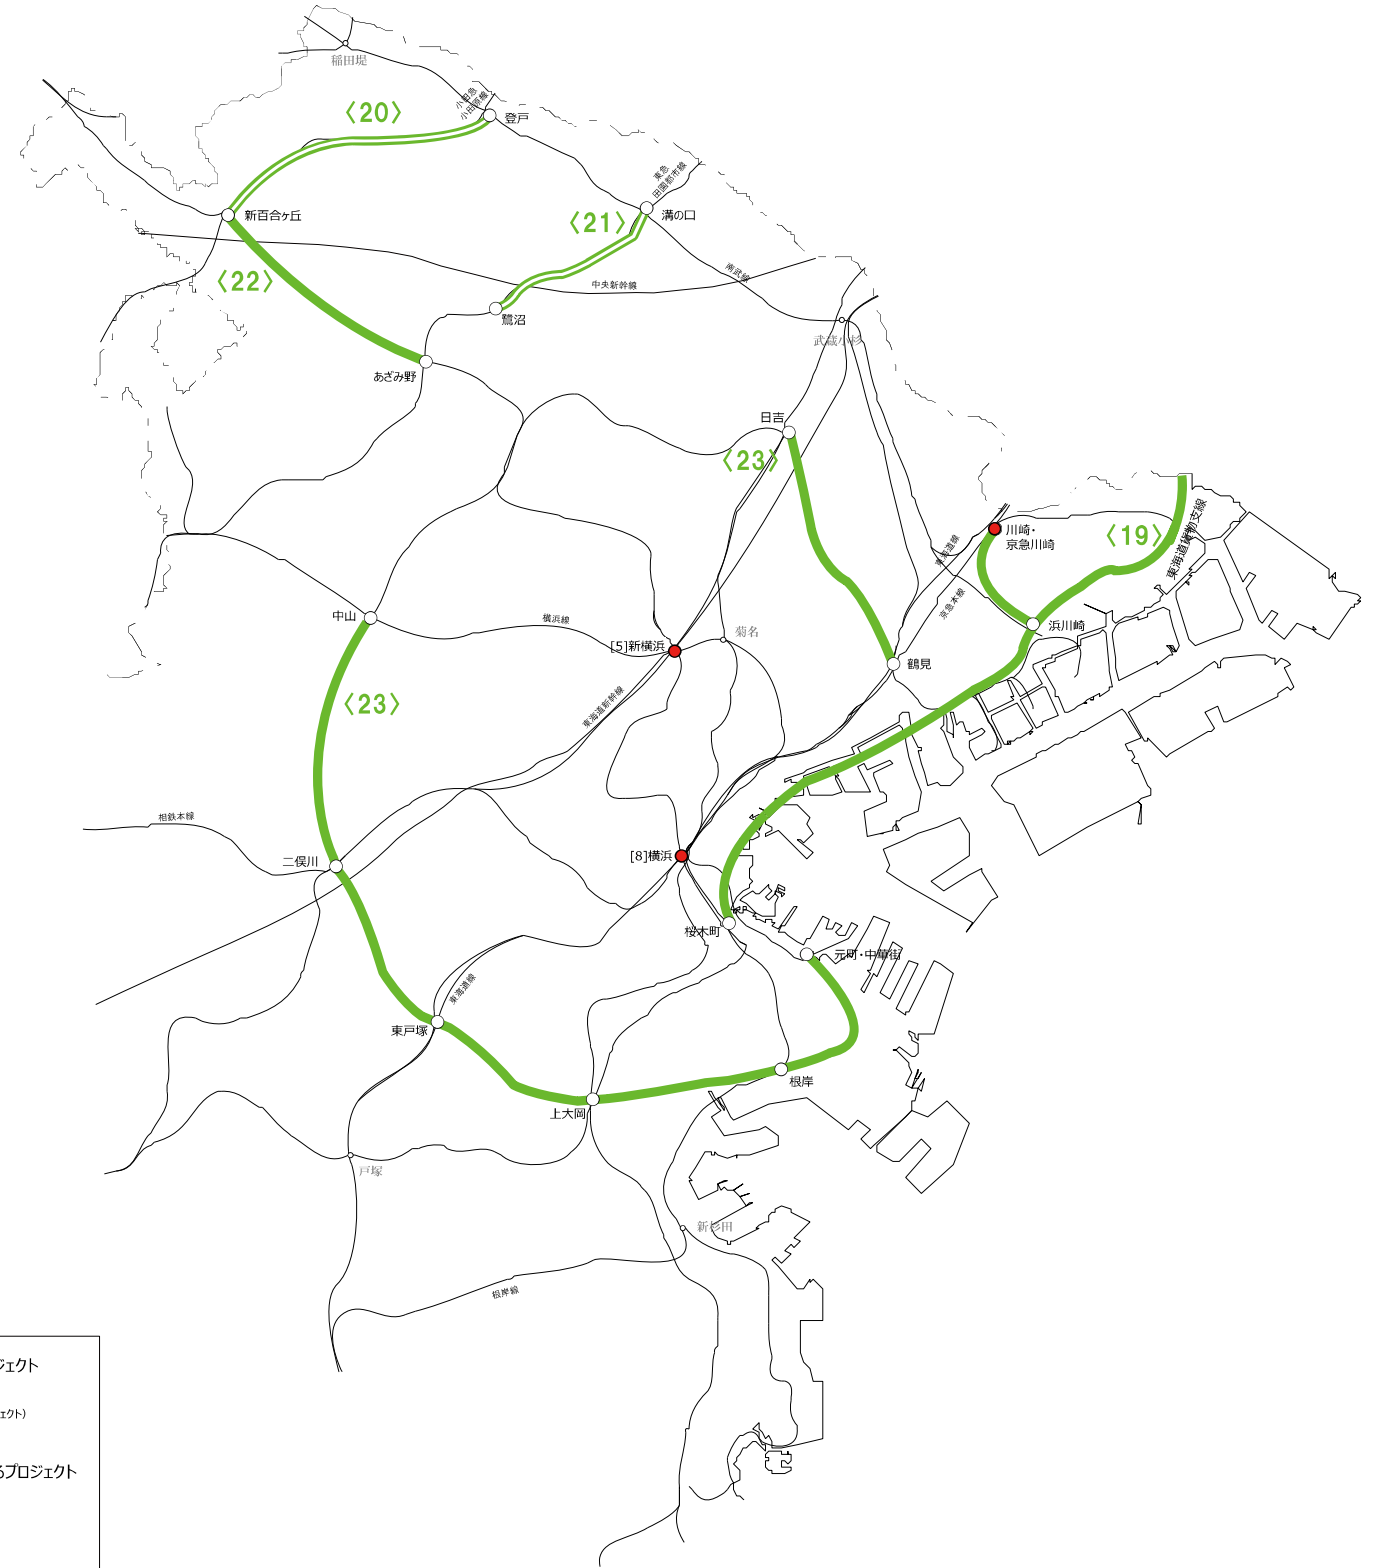 稲田堤
小田急
小田原線
〈20〉
登戸
東急
田園都市線
新百合ヶ丘
〈21〉
溝の口
〈22〉
中央新幹線
南武線
鷺沼
武蔵小杉
あざみ野
日吉
〈23〉
川崎・
京急川崎
〈19〉
東海道貨物支線
東海道線
京急本線
中山
横浜線
浜川崎
菊名
[5]新横浜
鶴見
〈23〉
東海道新幹線
相鉄本線
二俣川
[8]横浜
桜木町
元町・中華街
東海道線
東戸塚
根岸
上大岡
戸塚
新杉田
根岸線
ジェクト
ェクト）
るプロジェクト